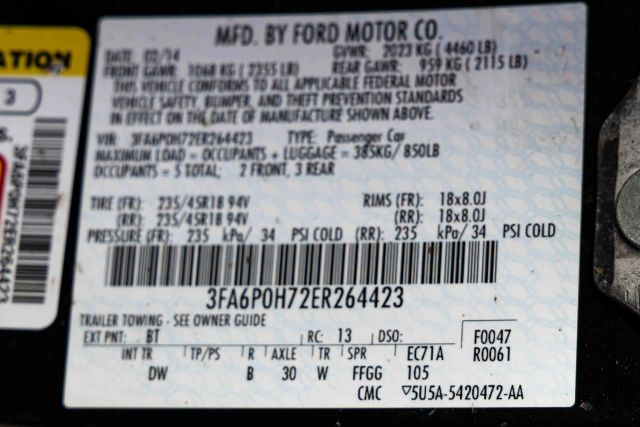 MFD. BY FORD MOTOR CO.
DATE: 02/14 GVWR: 2023 KG ( 4460 LB)
FRONT GAWR: 1068 KG ( 2355 LB) REAR GAWR: 959 KG ( 2115 LB)
THIS VEHICLE CONFORMS TO ALL APPLICABLE FEDERAL MOTOR
VEHICLE SAFETY, BUMPER, AND THEFT PREVENTION STANDARDS
IN EFFECT ON THE DATE OF MANUFACTURE SHOWN ABOVE.
VIN: 3FA6P0H72ER264423 TYPE: Passenger Car
MAXIMUM LOAD = OCCUPANTS + LUGGAGE = 385KG/ 850LB
OCCUPANTS = 5 TOTAL: 2 FRONT, 3 REAR
TIRE (FR): 235/45R18 94V RIMS (FR): 18x8.0J
(RR): 235/45R18 94V (RR): 18x8.0J
PRESSURE (FR): 235 kPa/ 34 PSI COLD (RR): 235 kPa/ 34 PSI COLD
3FA6P0H72ER264423
TRAILER TOWING - SEE OWNER GUIDE
EXT PNT: BT RC: 13 DSO: F0047
INT TR TP/PS R AXLE TR SPR EC71A R0061
DW B 30 W FFGG 105
CMC ▽5U5A-5420472-AA
ATION
3
3FA6P0H72ER264423